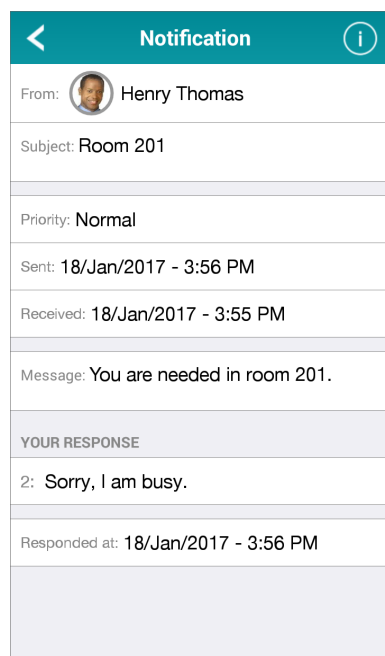 Notification
From: Henry Thomas
Subject: Room 201
Priority: Normal
Sent: 18/Jan/2017 - 3:56 PM
Received: 18/Jan/2017 - 3:55 PM
Message: You are needed in room 201.
YOUR RESPONSE
2: Sorry, I am busy.
Responded at: 18/Jan/2017 - 3:56 PM